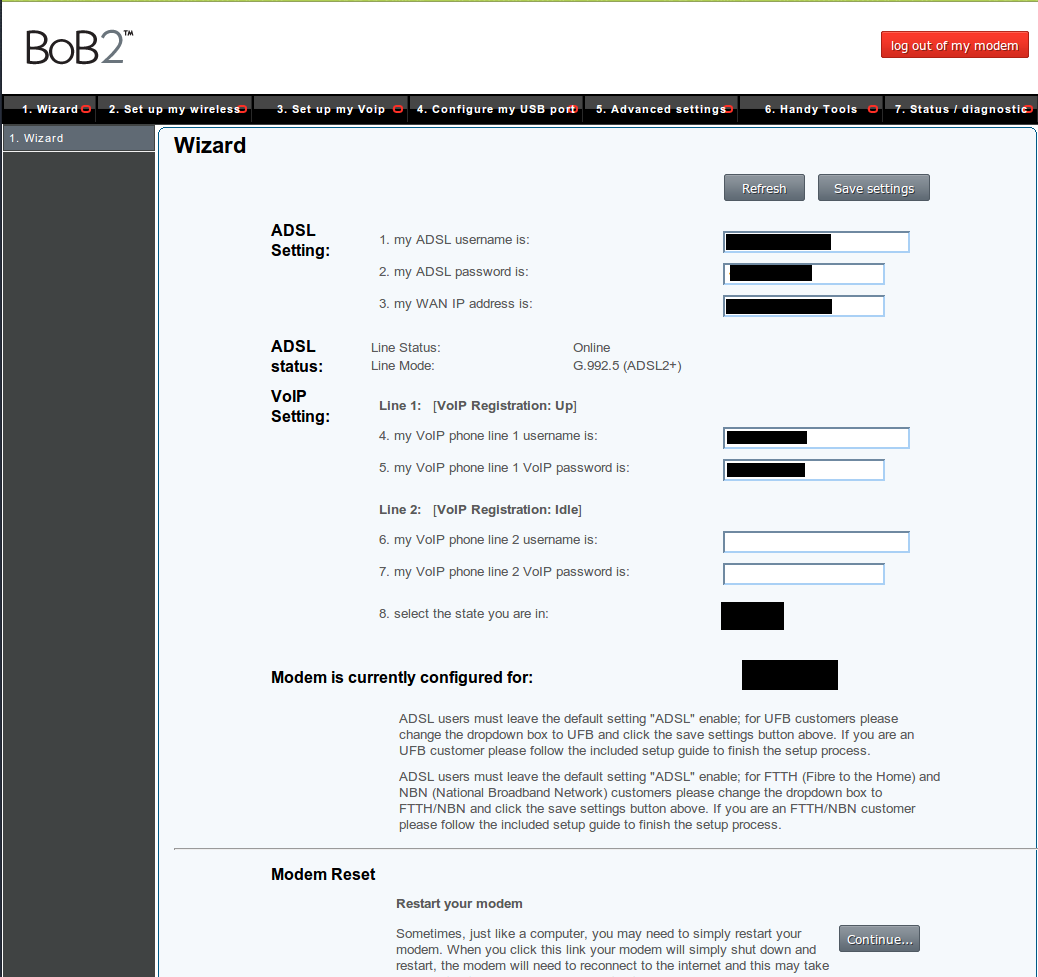 BoB2™
log out of my modem
1. Wizard 2. Set up my wireless 3. Set up my Voip 4. Configure my USB port 5. Advanced settings 6. Handy Tools 7. Status / diagnostic
1. Wizard
Wizard
Refresh Save settings
ADSL
Setting:
1. my ADSL username is:
2. my ADSL password is:
3. my WAN IP address is:
ADSL
status:
Line Status: Online
Line Mode: G.992.5 (ADSL2+)
VoIP
Setting:
Line 1: [VoIP Registration: Up]
4. my VoIP phone line 1 username is:
5. my VoIP phone line 1 VoIP password is:
Line 2: [VoIP Registration: Idle]
6. my VoIP phone line 2 username is:
7. my VoIP phone line 2 VoIP password is:
8. select the state you are in:
Modem is currently configured for:
ADSL users must leave the default setting "ADSL" enable; for UFB customers please
change the dropdown box to UFB and click the save settings button above. If you are an
UFB customer please follow the included setup guide to finish the setup process.
ADSL users must leave the default setting "ADSL" enable; for FTTH (Fibre to the Home) and
NBN (National Broadband Network) customers please change the dropdown box to
FTTH/NBN and click the save settings button above. If you are an FTTH/NBN customer
please follow the included setup guide to finish the setup process.
Modem Reset
Restart your modem
Sometimes, just like a computer, you may need to simply restart your
modem. When you click this link your modem will simply shut down and
restart, the modem will need to reconnect to the internet and this may take
Continue...